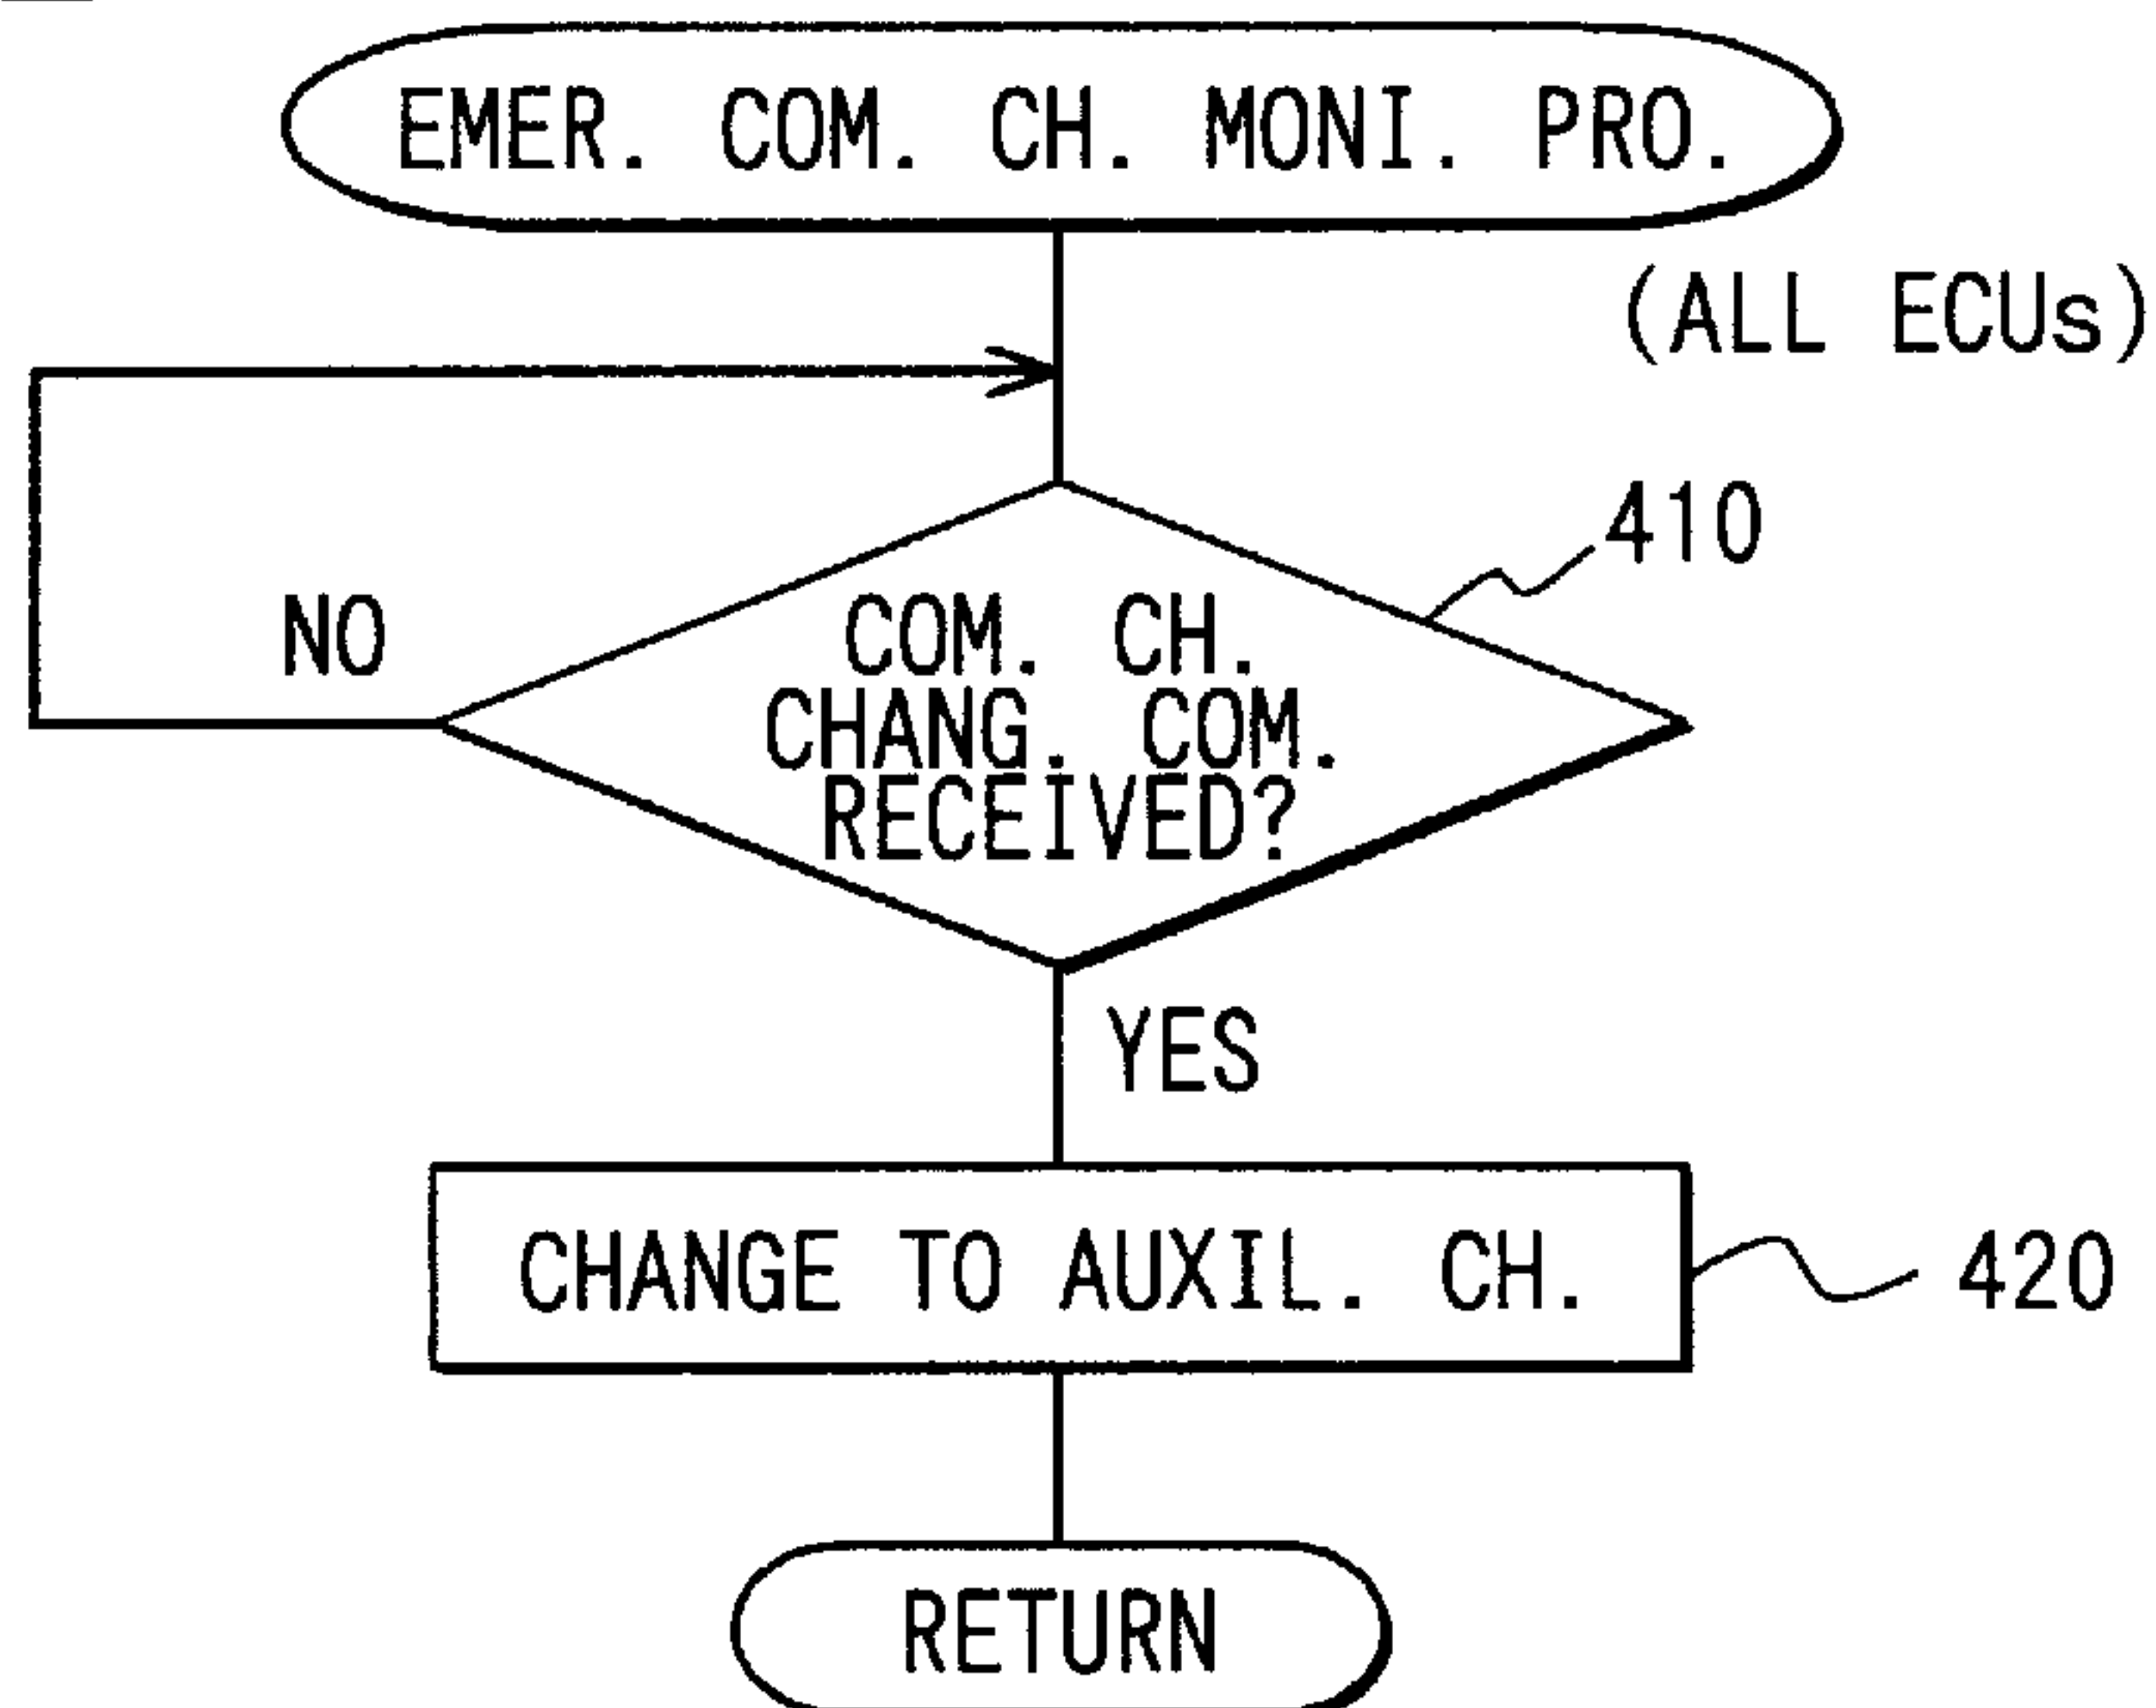 EMER. COM. CH. MONI. PRO.
(ALL ECUs)
410
NO
COM. CH.
CHANG. COM.
RECEIVED?
YES
CHANGE TO AUXIL. CH.
420
RETURN